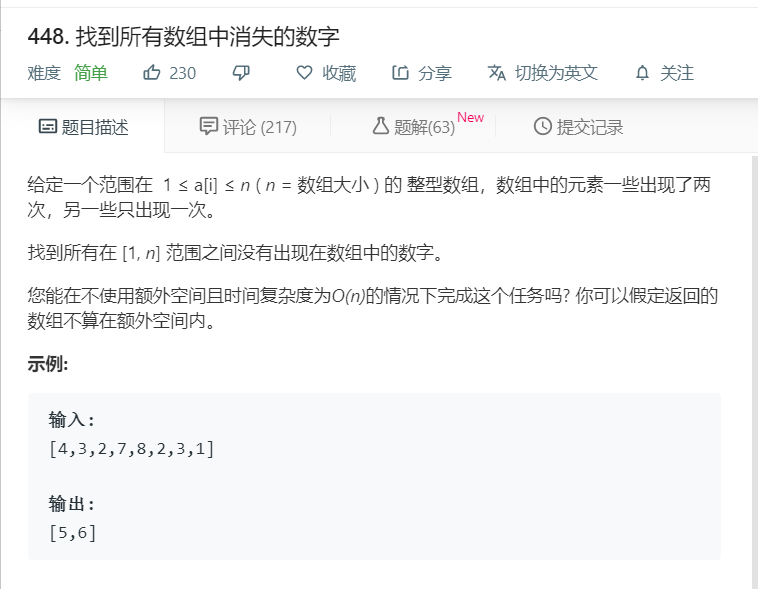 448. 找到所有数组中消失的数字
难度 简单 230 收藏 分享 切换为英文 关注
题目描述 评论 (217) 题解(63) New 提交记录
给定一个范围在 1 ≤ a[i] ≤ n ( n = 数组大小 ) 的 整型数组，数组中的元素一些出现了两
次，另一些只出现一次。
找到所有在 [1, n] 范围之间没有出现在数组中的数字。
您能在不使用额外空间且时间复杂度为O(n)的情况下完成这个任务吗? 你可以假定返回的
数组不算在额外空间内。
示例:
输入:
[4,3,2,7,8,2,3,1]
输出:
[5,6]